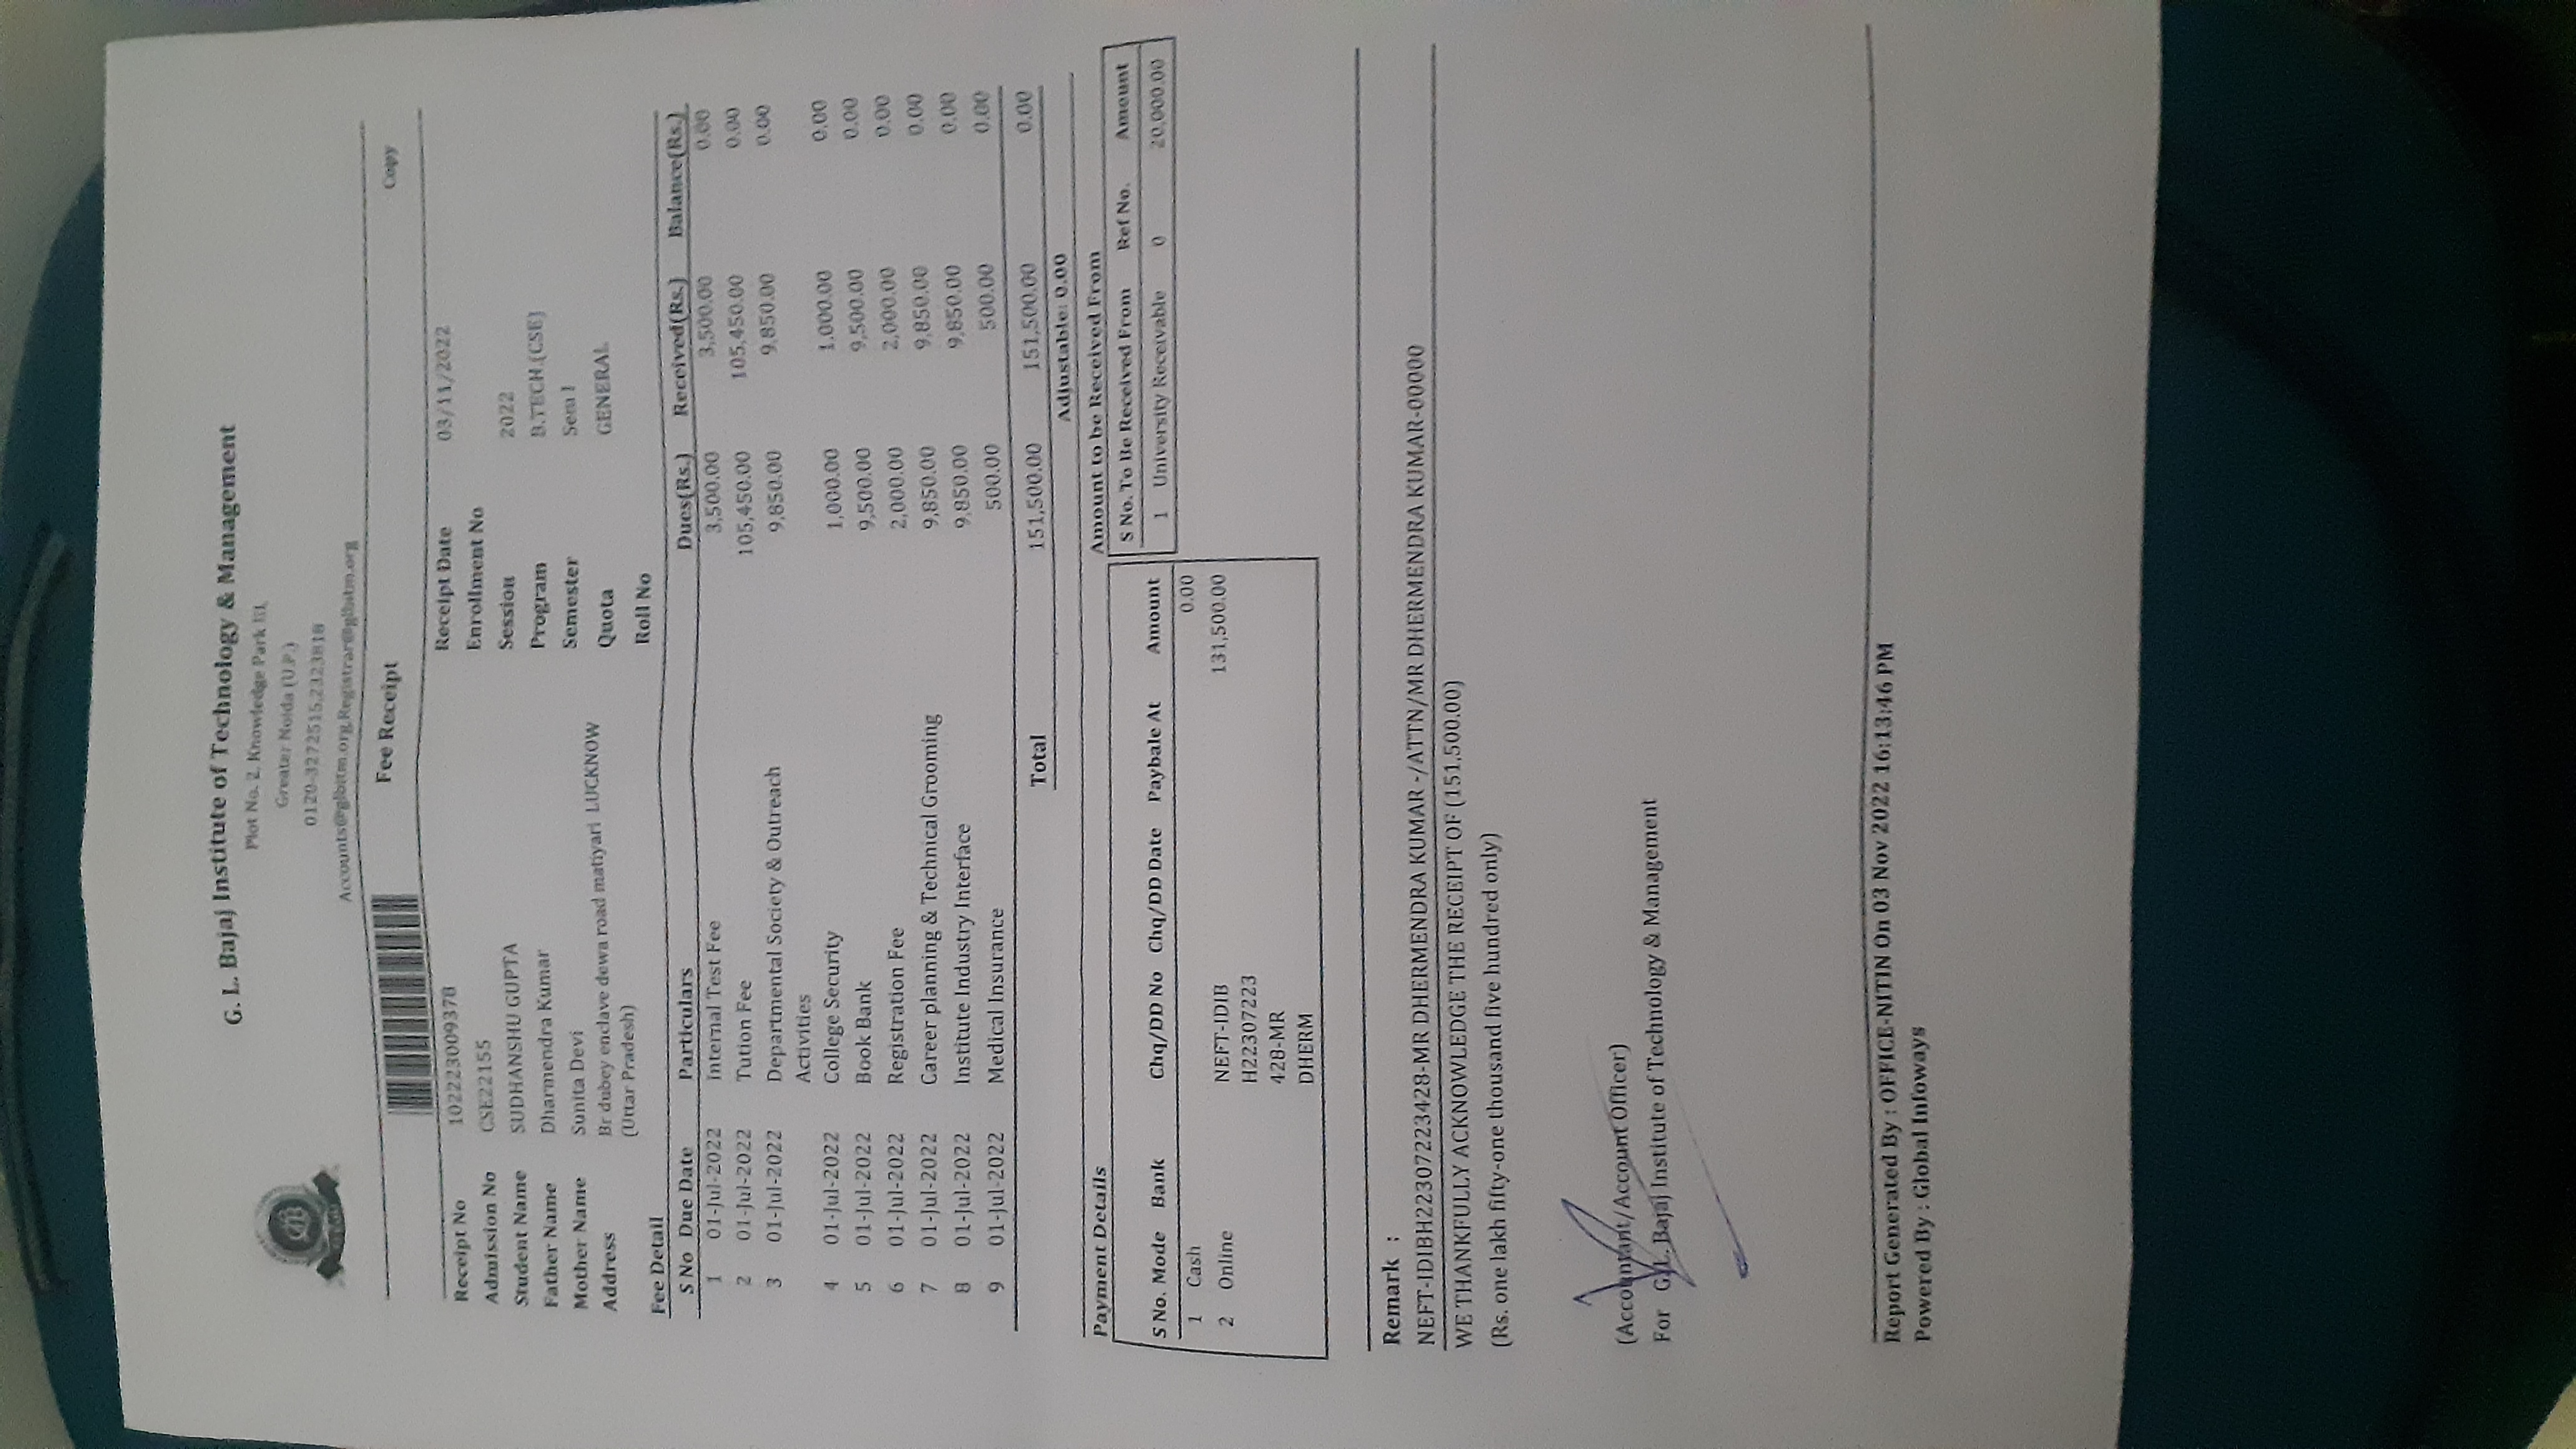 G. L. Bajaj Institute of Technology & Management
Plot No. 2, Knowledge Park III,
Greater Noida (U.P.)
0120-3272515,2323818
Accounts@glbitm.org,Registrar@glbitm.org
Fee Receipt Copy
Receipt No 102223009378 Receipt Date 03/11/2022
Admission No CSE22155 Enrollment No
Student Name SUDHANSHU GUPTA Session 2022
Father Name Dharmendra Kumar Program B.TECH.(CSE)
Mother Name Sunita Devi Semester Sem I
Address Br dubey enclave dewa road matiyari LUCKNOW Quota GENERAL
(Uttar Pradesh) Roll No
Fee Detail
S No Due Date Particulars Dues(Rs.) Received(Rs.) Balance(Rs.)
1 01-Jul-2022 Internal Test Fee 3,500.00 3,500.00 0.00
2 01-Jul-2022 Tution Fee 105,450.00 105,450.00 0.00
3 01-Jul-2022 Departmental Society & Outreach 9,850.00 9,850.00 0.00
Activities
4 01-Jul-2022 College Security 1,000.00 1,000.00 0.00
5 01-Jul-2022 Book Bank 9,500.00 9,500.00 0.00
6 01-Jul-2022 Registration Fee 2,000.00 2,000.00 0.00
7 01-Jul-2022 Career planning & Technical Grooming 9,850.00 9,850.00 0.00
8 01-Jul-2022 Institute Industry Interface 9,850.00 9,850.00 0.00
9 01-Jul-2022 Medical Insurance 500.00 500.00 0.00
Total 151,500.00 151,500.00 0.00
Adjustable: 0.00
Payment Details
S No. Mode Bank Chq/DD No Chq/DD Date Paybale At Amount
1 Cash 0.00
2 Online NEFT-IDIB 131,500.00
H22307223
428-MR
DHERM
Amount to be Received From
S No. To Be Received From Ref No. Amount
1 University Receivable 0 20,000.00
Remark :
NEFT-IDIBH22307223428-MR DHERMENDRA KUMAR -/ATTN/MR DHERMENDRA KUMAR-00000
WE THANKFULLY ACKNOWLEDGE THE RECEIPT OF (151,500.00)
(Rs. one lakh fifty-one thousand five hundred only)
(Accountant/Account Officer)
For G.L. Bajaj Institute of Technology & Management
Report Generated By : OFFICE-NITIN On 03 Nov 2022 16:13:46 PM
Powered By : Global Infoways